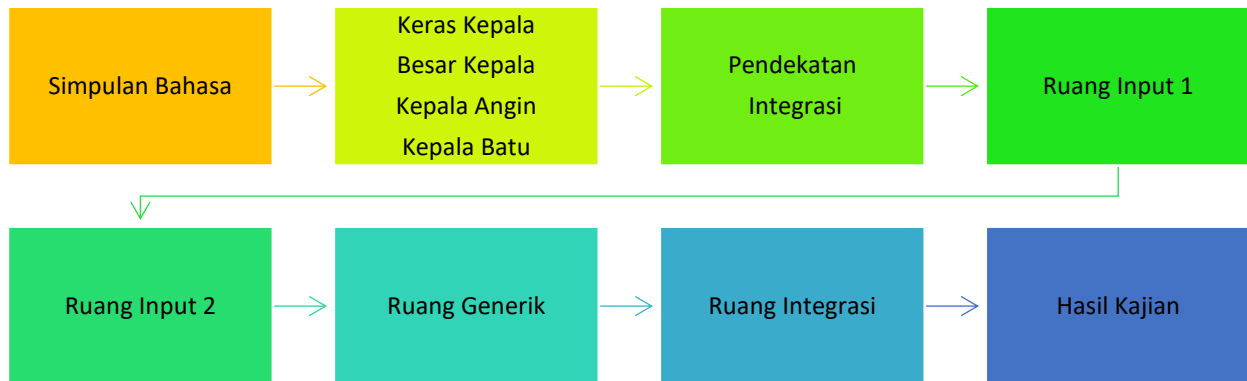 Simpulan Bahasa
Keras Kepala
Besar Kepala
Kepala Angin
Kepala Batu
Pendekatan
Integrasi
Ruang Input 1
Ruang Input 2
Ruang Generik
Ruang Integrasi
Hasil Kajian